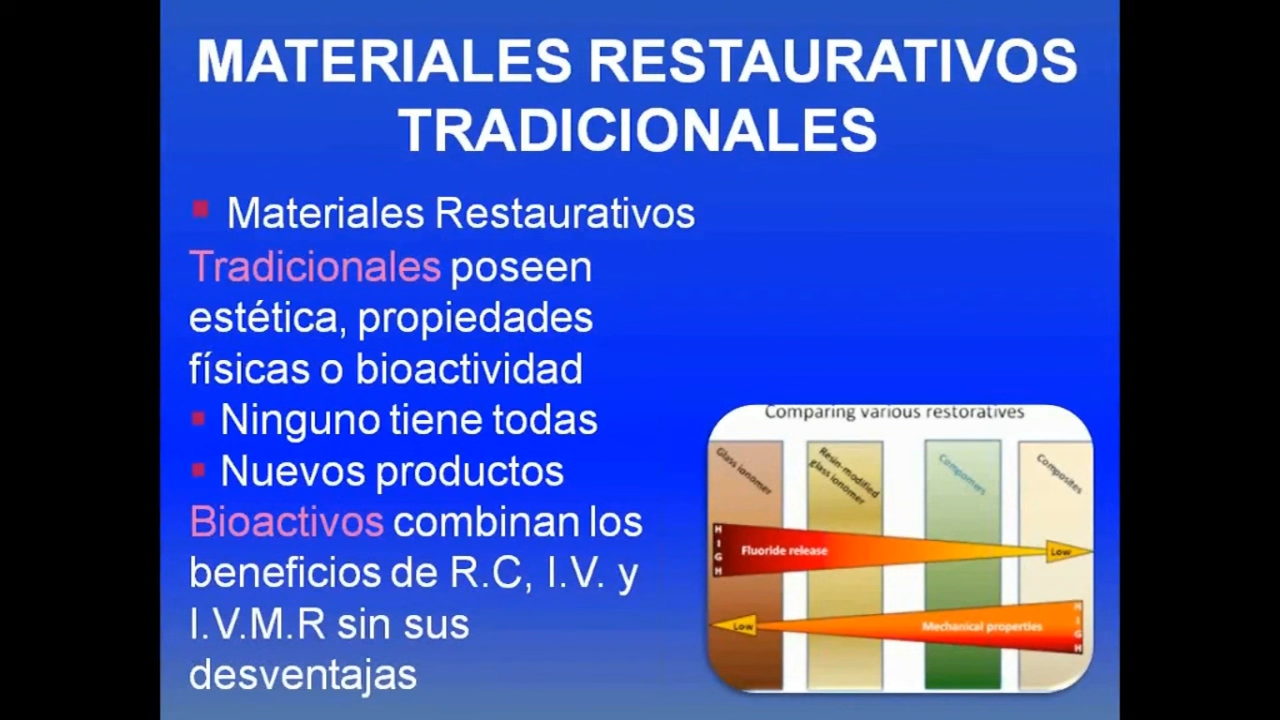 MATERIALES RESTAURATIVOS
TRADICIONALES
▪ Materiales Restaurativos
Tradicionales poseen
estética, propiedades
físicas o bioactividad
▪ Ninguno tiene todas
▪ Nuevos productos
Bioactivos combinan los
beneficios de R.C, I.V. y
I.V.M.R sin sus
desventajas
Comparing various restoratives
Glass ionomer
Resin-modified
glass ionomer
Compomers
Composites
HIGH
Fluoride release
Low
Low
Mechanical properties
HIGH